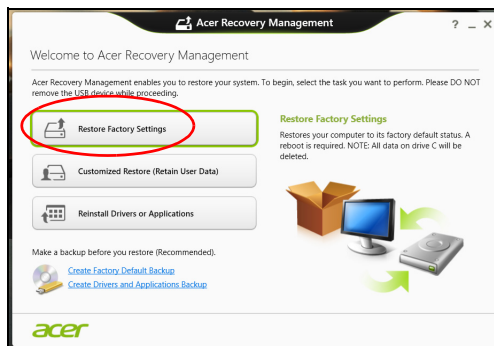 Acer Recovery Management
? _ X
Welcome to Acer Recovery Management
Acer Recovery Management enables you to restore your system. To begin, select the task you want to perform. Please DO NOT
remove the USB device while proceeding.
Restore Factory Settings
Customized Restore (Retain User Data)
Reinstall Drivers or Applications
Restore Factory Settings
Restores your computer to its factory default status. A
reboot is required. NOTE: All data on drive C will be
deleted.
Make a backup before you restore (Recommended).
Create Factory Default Backup
Create Drivers and Applications Backup
acer